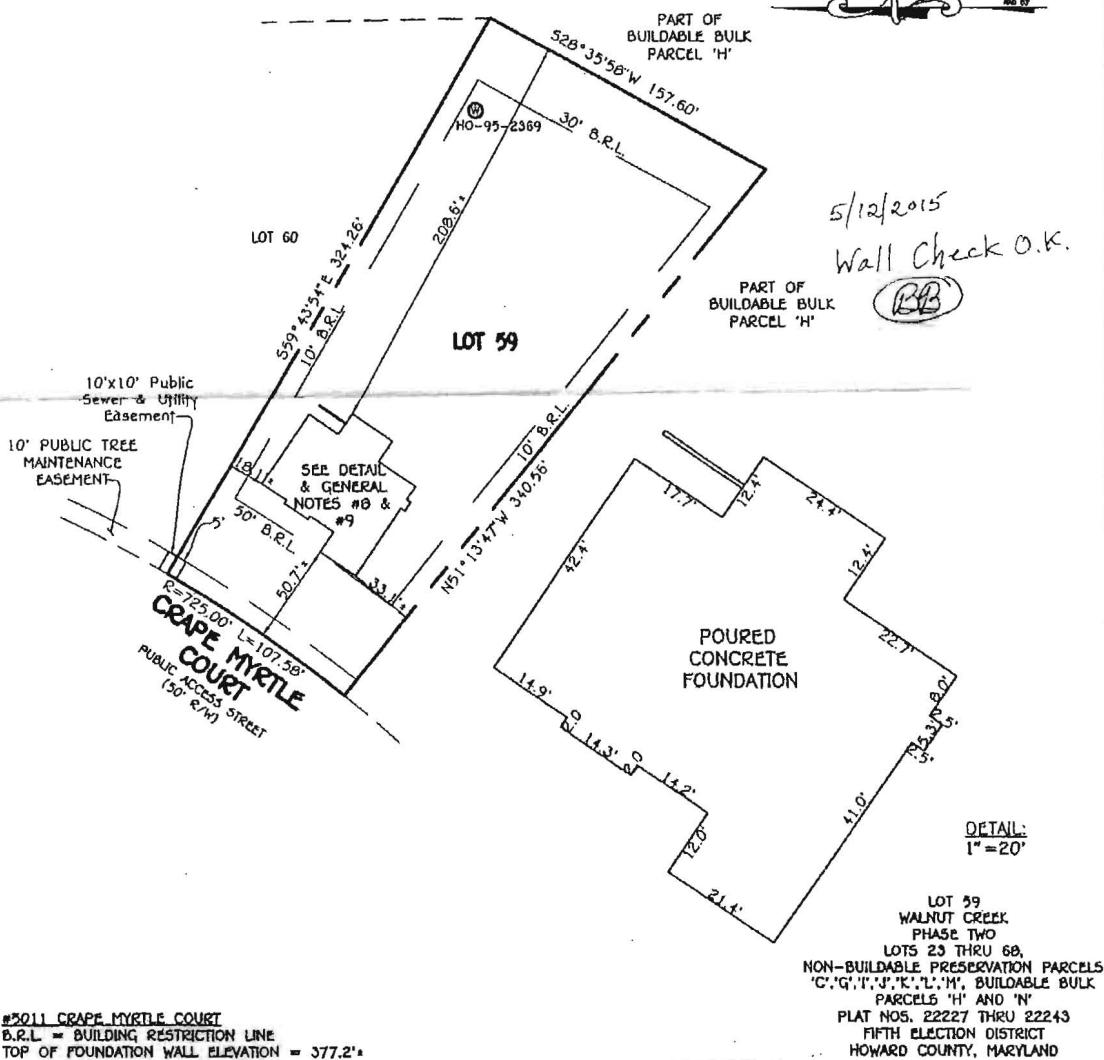 PART OF
BUILDABLE BULK
PARCEL 'H'
S28°35'58"W 157.60'
HO-95-2369
30' B.R.L.
208.6'±
LOT 60
S59°43'54"E 324.26'
10' B.R.L.
LOT 59
5/12/2015
Wall Check O.K.
BB
PART OF
BUILDABLE BULK
PARCEL 'H'
10'x10' Public
Sewer & Utility
Easement
10' PUBLIC TREE
MAINTENANCE
EASEMENT
18.1'±
SEE DETAIL
& GENERAL
NOTES #8 &
#9
10' B.R.L.
N51°13'47"W 340.56'
5'
50' B.R.L.
50.7'±
33.1'±
R=725.00' L=107.58'
CRAPE MYRTLE
COURT
PUBLIC ACCESS STREET
(50' R/W)
17.7'
12.4'
24.4'
42.4'
12.4'
22.7'
POURED
CONCRETE
FOUNDATION
8.0'
2.5'
15.3'
2.5'
14.9'
2.0
14.3'
2.0
14.2'
12.0'
41.0'
21.4'
DETAIL:
1"=20'
LOT 59
WALNUT CREEK
PHASE TWO
LOTS 23 THRU 68,
NON-BUILDABLE PRESERVATION PARCELS
'C','G','I','J','K','L','M', BUILDABLE BULK
PARCELS 'H' AND 'N'
PLAT NOS. 22227 THRU 22243
FIFTH ELECTION DISTRICT
HOWARD COUNTY, MARYLAND
#5011 CRAPE MYRTLE COURT
B.R.L = BUILDING RESTRICTION LINE
TOP OF FOUNDATION WALL ELEVATION = 377.2'±